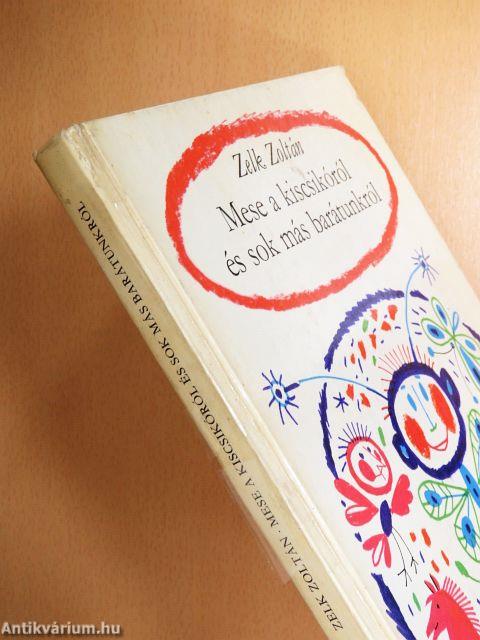 Zelk Zoltán
Mese a kiscsikóról
és sok más barátunkról
ZELK ZOLTÁN · MESE A KISCSIKÓRÓL ÉS SOK MÁS BARÁTUNKRÓL
Antikvárium.hu